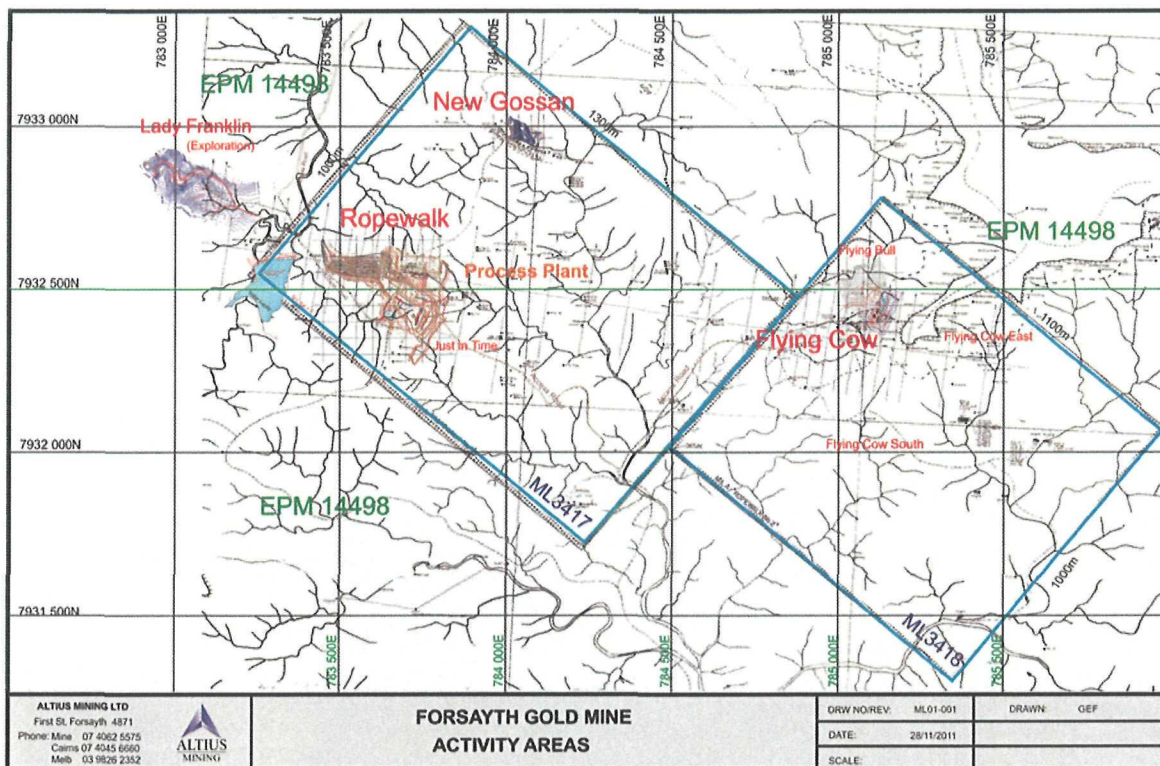 783 000E
783 500E
784 000E
784 500E
785 000E
785 500E
EPM 14498
New Gossan
7933 000N
Lady Franklin
(Exploration)
1000m
1300m
Ropewalk
Process Plant
EPM 14498
Flying Bull
7932 500N
1100m
Flying Cow
Flying Cow East
Just In Time
7932 000N
Flying Cow South
EPM 14498
ML3417
1000m
7931 500N
ML3418
783 500E
784 000E
784 500E
785 000E
785 500E
ALTIUS MINING LTD
First St. Forsayth 4871
Phone: Mine 07 4062 5575
Cairns 07 4045 6660
Melb 03 9826 2352
ALTIUS
MINING
FORSAYTH GOLD MINE
ACTIVITY AREAS
DRW NO/REV: ML01-001
DRAWN: GEF
DATE: 28/11/2011
SCALE: